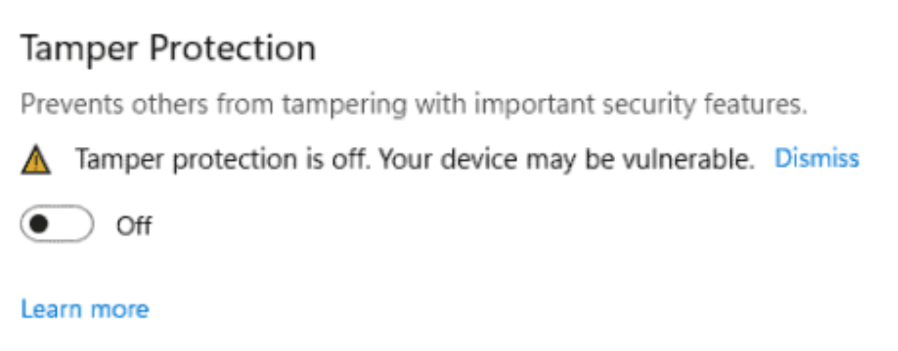 Tamper Protection
Prevents others from tampering with important security features.
Tamper protection is off. Your device may be vulnerable. Dismiss
Off
Learn more